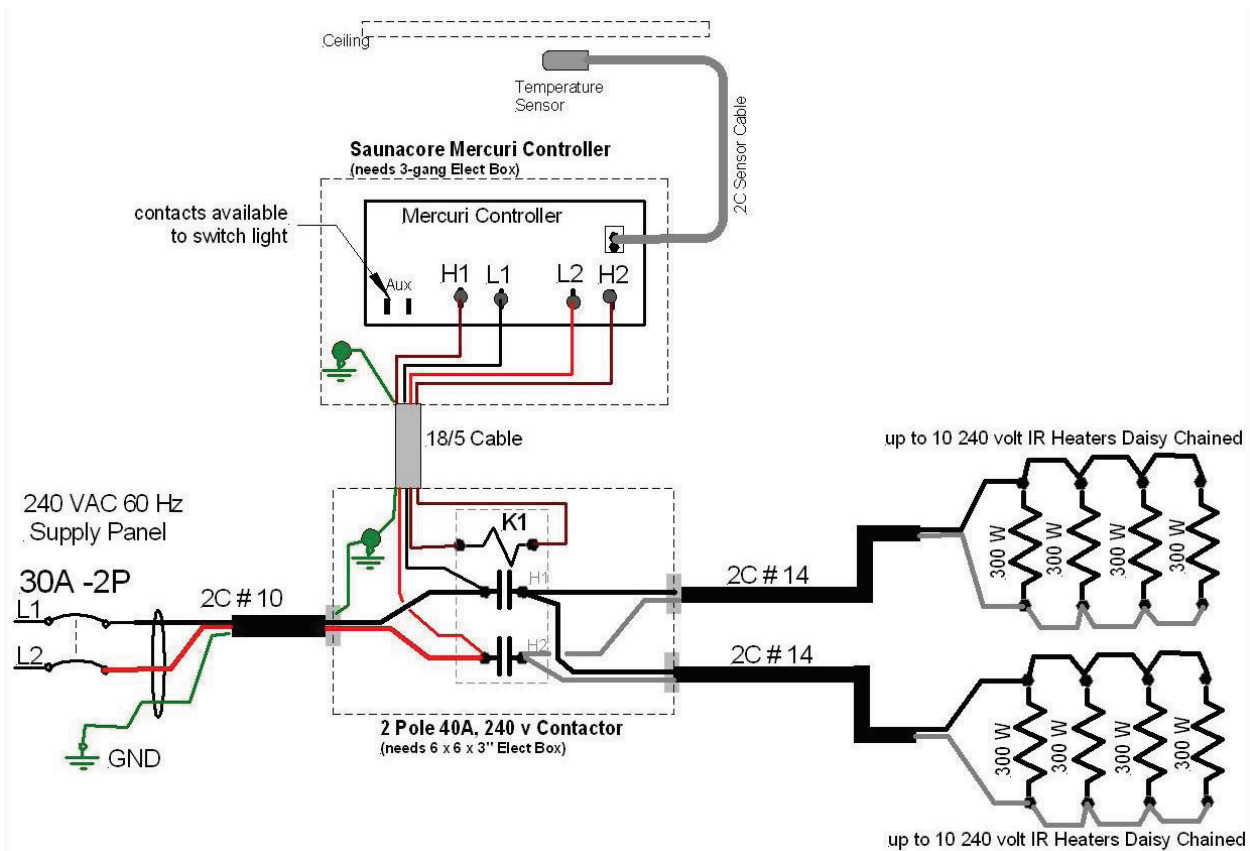 Ceiling
Temperature
Sensor
2C Sensor Cable
Saunacore Mercuri Controller
(needs 3-gang Elect Box)
contacts available
to switch light
Mercuri Controller
Aux
H1
L1
L2
H2
18/5 Cable
240 VAC 60 Hz
Supply Panel
30A -2P
L1
L2
2C # 10
GND
K1
H1
H2
2 Pole 40A, 240 v Contactor
(needs 6 x 6 x 3" Elect Box)
2C # 14
2C # 14
up to 10 240 volt IR Heaters Daisy Chained
300 W
300 W
300 W
300 W
300 W
300 W
300 W
300 W
up to 10 240 volt IR Heaters Daisy Chained